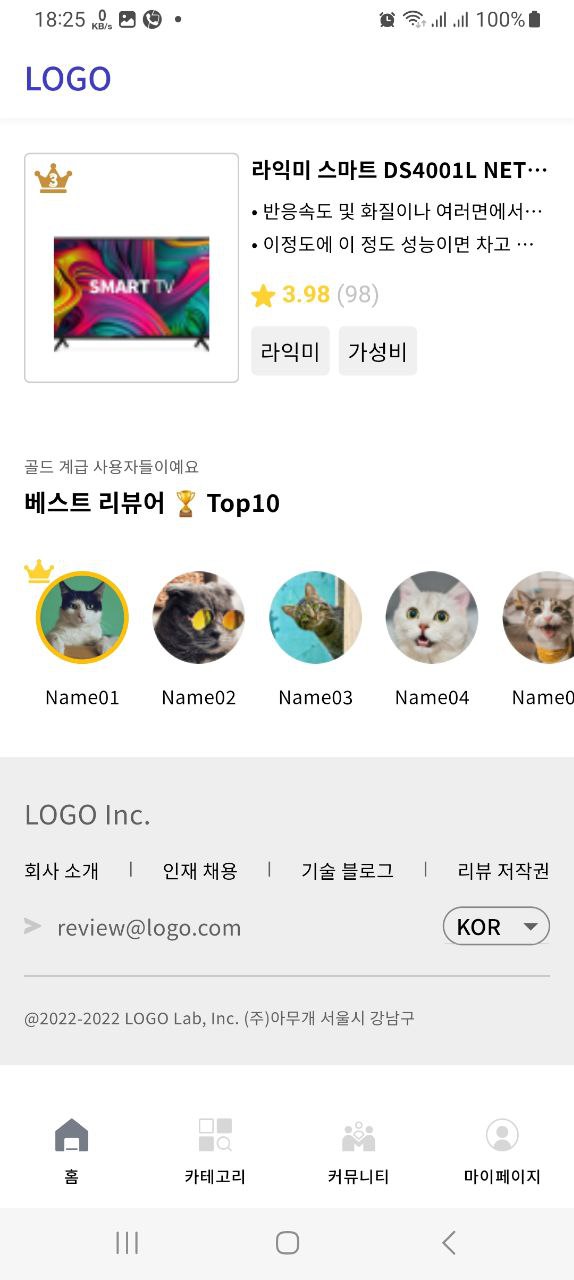 18:25 0 KB/s 100%
LOGO
3
라익미 스마트 DS4001L NET…
• 반응속도 및 화질이나 여러면에서…
• 이정도에 이 정도 성능이면 차고 …
SMART TV
3.98 (98)
라익미 가성비
골드 계급 사용자들이예요
베스트 리뷰어 🏆 Top10
Name01 Name02 Name03 Name04 Name0
LOGO Inc.
회사 소개 | 인재 채용 | 기술 블로그 | 리뷰 저작권
review@logo.com KOR
@2022-2022 LOGO Lab, Inc. (주)아무개 서울시 강남구
홈 카테고리 커뮤니티 마이페이지